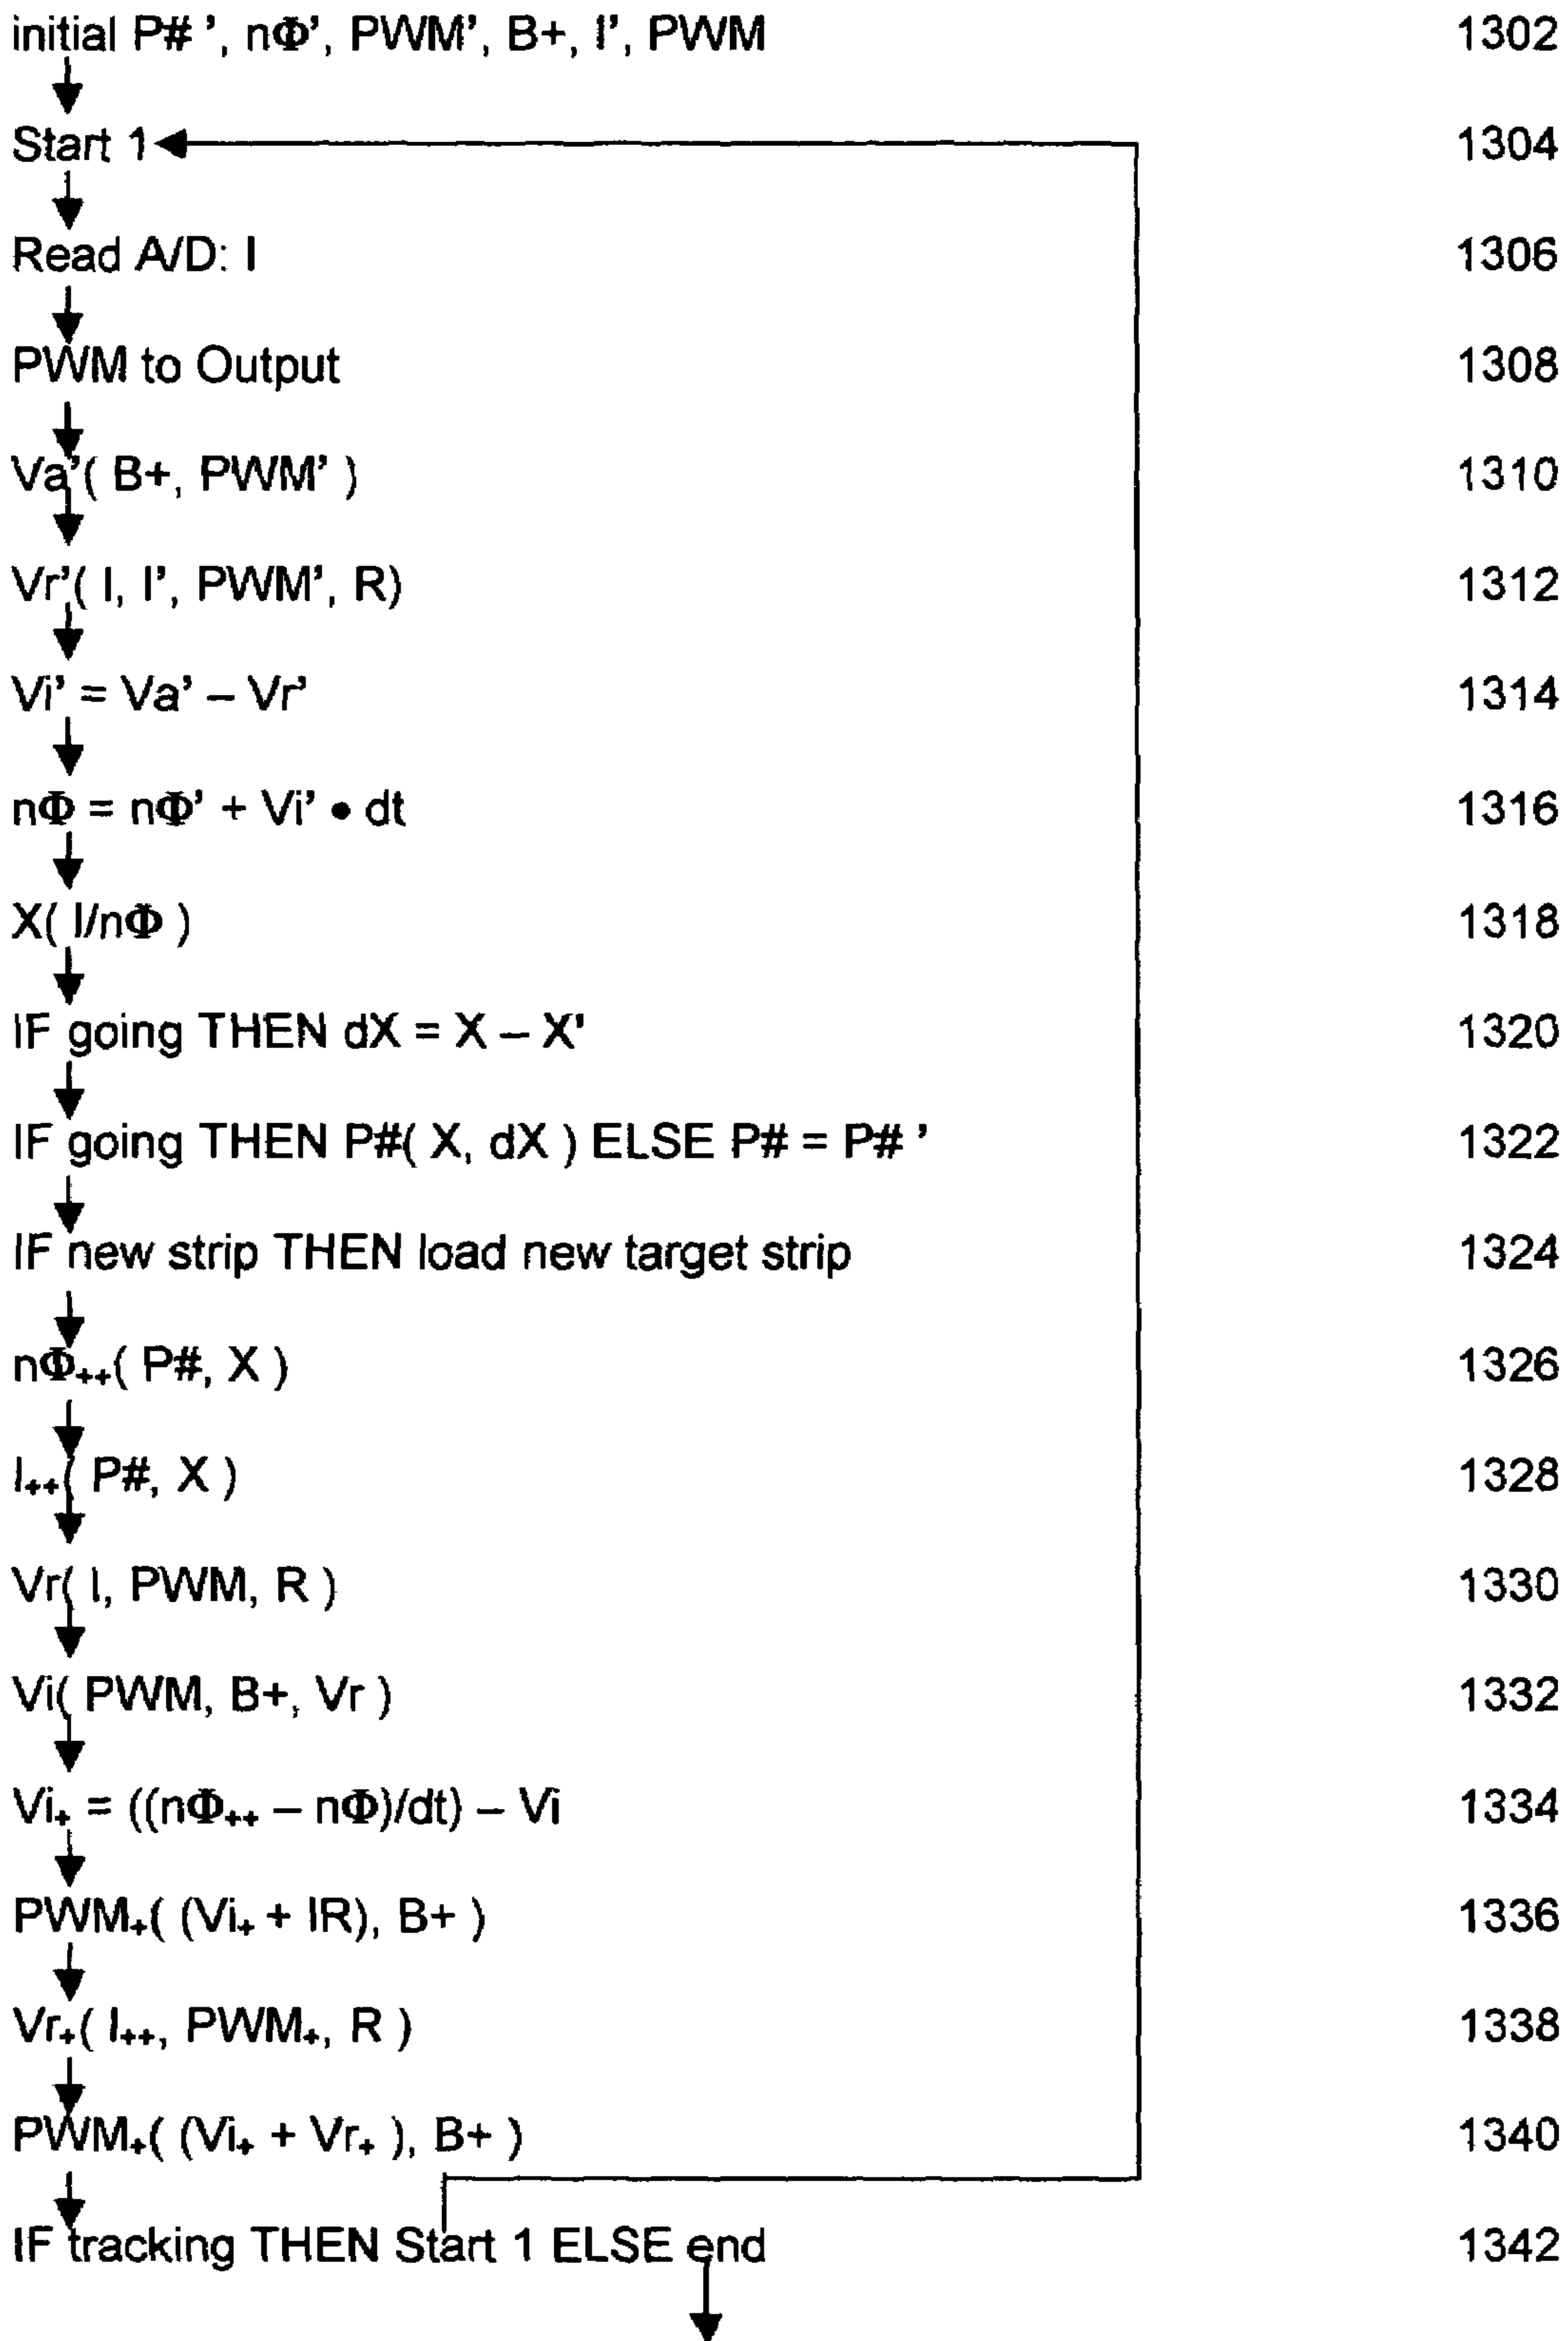 initial P# ', nΦ', PWM', B+, I', PWM 1302
Start 1 1304
Read A/D: I 1306
PWM to Output 1308
Va'( B+, PWM' ) 1310
Vr'( I, I', PWM', R) 1312
Vi' = Va' – Vr' 1314
nΦ = nΦ' + Vi' • dt 1316
X( I/nΦ ) 1318
IF going THEN dX = X – X' 1320
IF going THEN P#( X, dX ) ELSE P# = P# ' 1322
IF new strip THEN load new target strip 1324
nΦ₊₊( P#, X ) 1326
I₊₊( P#, X ) 1328
Vr( I, PWM, R ) 1330
Vi( PWM, B+, Vr ) 1332
Vi₊ = ((nΦ₊₊ – nΦ)/dt) – Vi 1334
PWM₊( (Vi₊ + IR), B+ ) 1336
Vr₊( I₊₊, PWM₊, R ) 1338
PWM₊( (Vi₊ + Vr₊ ), B+ ) 1340
IF tracking THEN Start 1 ELSE end 1342